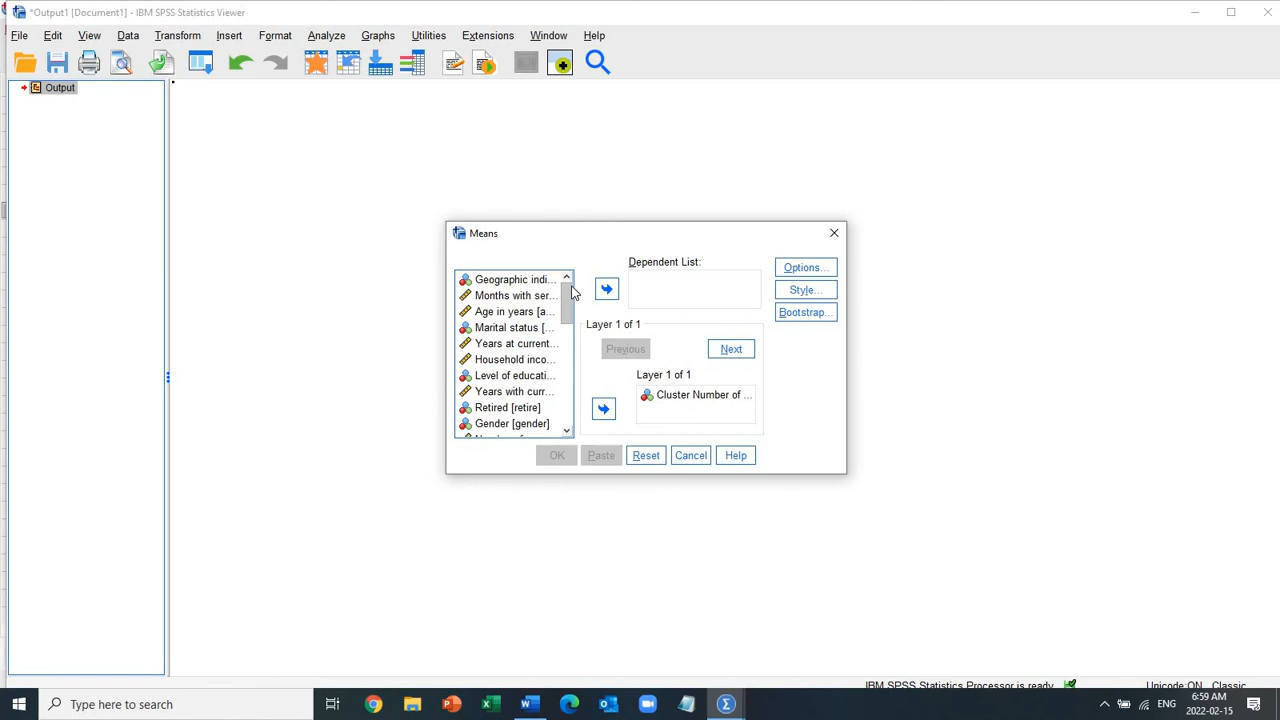 *Output1 [Document1] - IBM SPSS Statistics Viewer
File Edit View Data Transform Insert Format Analyze Graphs Utilities Extensions Window Help
Output
Means
Dependent List:
Geographic indi...
Months with ser...
Age in years [a...
Marital status [...
Years at current...
Household inco...
Level of educati...
Years with curr...
Retired [retire]
Gender [gender]
Layer 1 of 1
Previous
Next
Layer 1 of 1
Cluster Number of ...
Options...
Style...
Bootstrap...
OK Paste Reset Cancel Help
IBM SPSS Statistics Processor is ready
Unicode:ON Classic
Type here to search
ENG
6:59 AM
2022-02-15